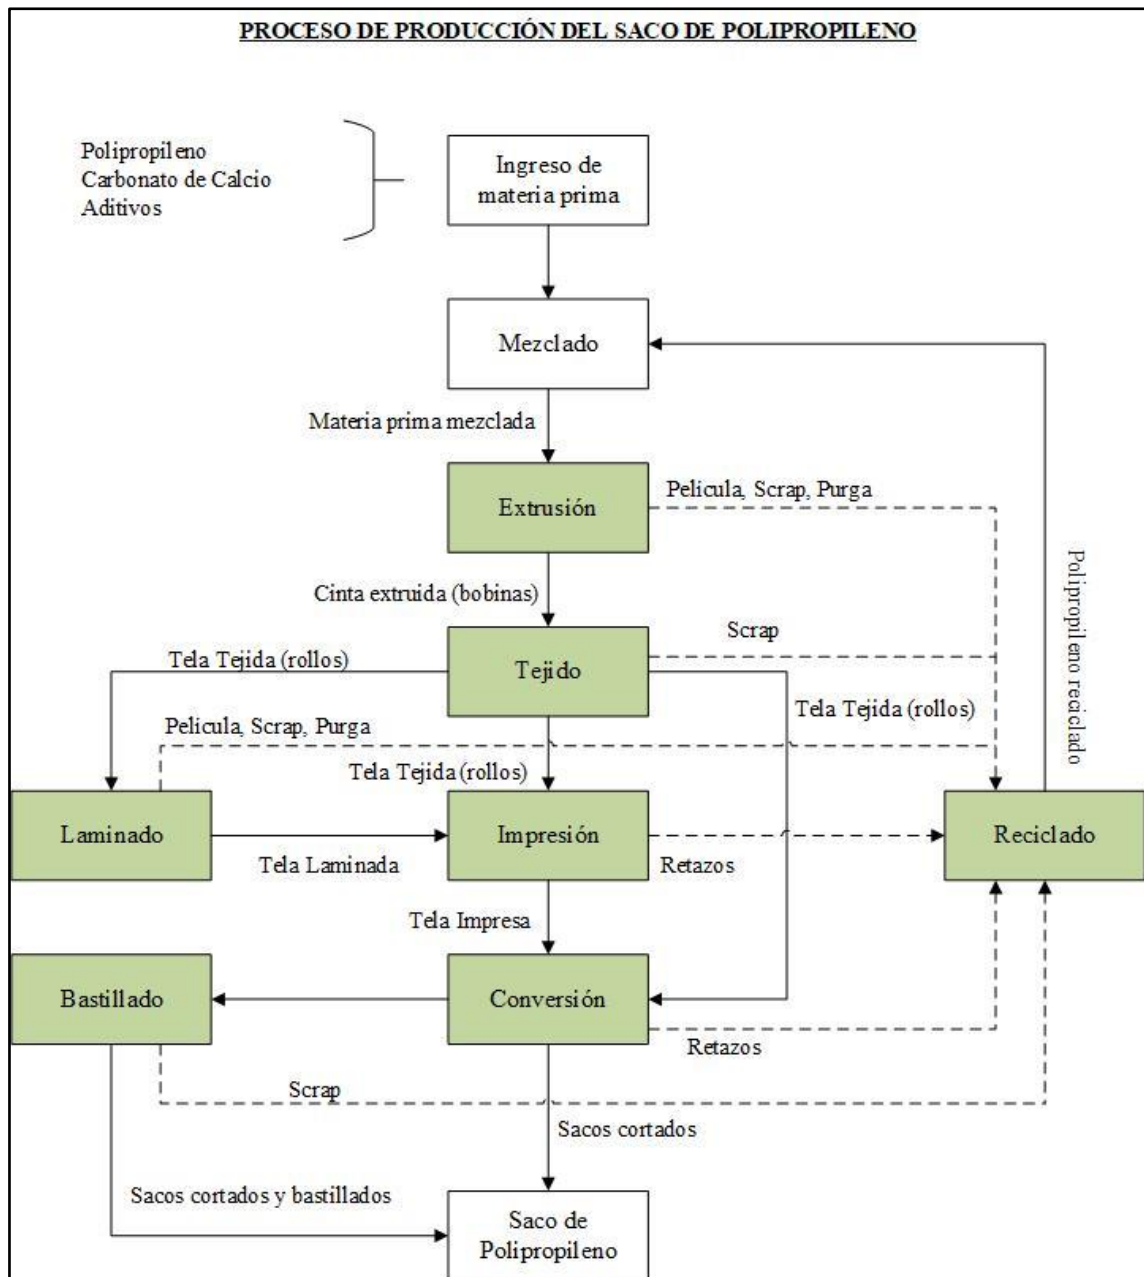 PROCESO DE PRODUCCIÓN DEL SACO DE POLIPROPILENO
Polipropileno
Carbonato de Calcio
Aditivos
Ingreso de
materia prima
Mezclado
Materia prima mezclada
Extrusión
Pelicula, Scrap, Purga
Polipropileno reciclado
Cinta extruida (bobinas)
Scrap
Tela Tejida (rollos)
Tejido
Tela Tejida (rollos)
Pelicula, Scrap, Purga
Tela Tejida (rollos)
Laminado
Impresión
Reciclado
Tela Laminada
Retazos
Tela Impresa
Bastillado
Conversión
Retazos
Scrap
Sacos cortados
Sacos cortados y bastillados
Saco de
Polipropileno